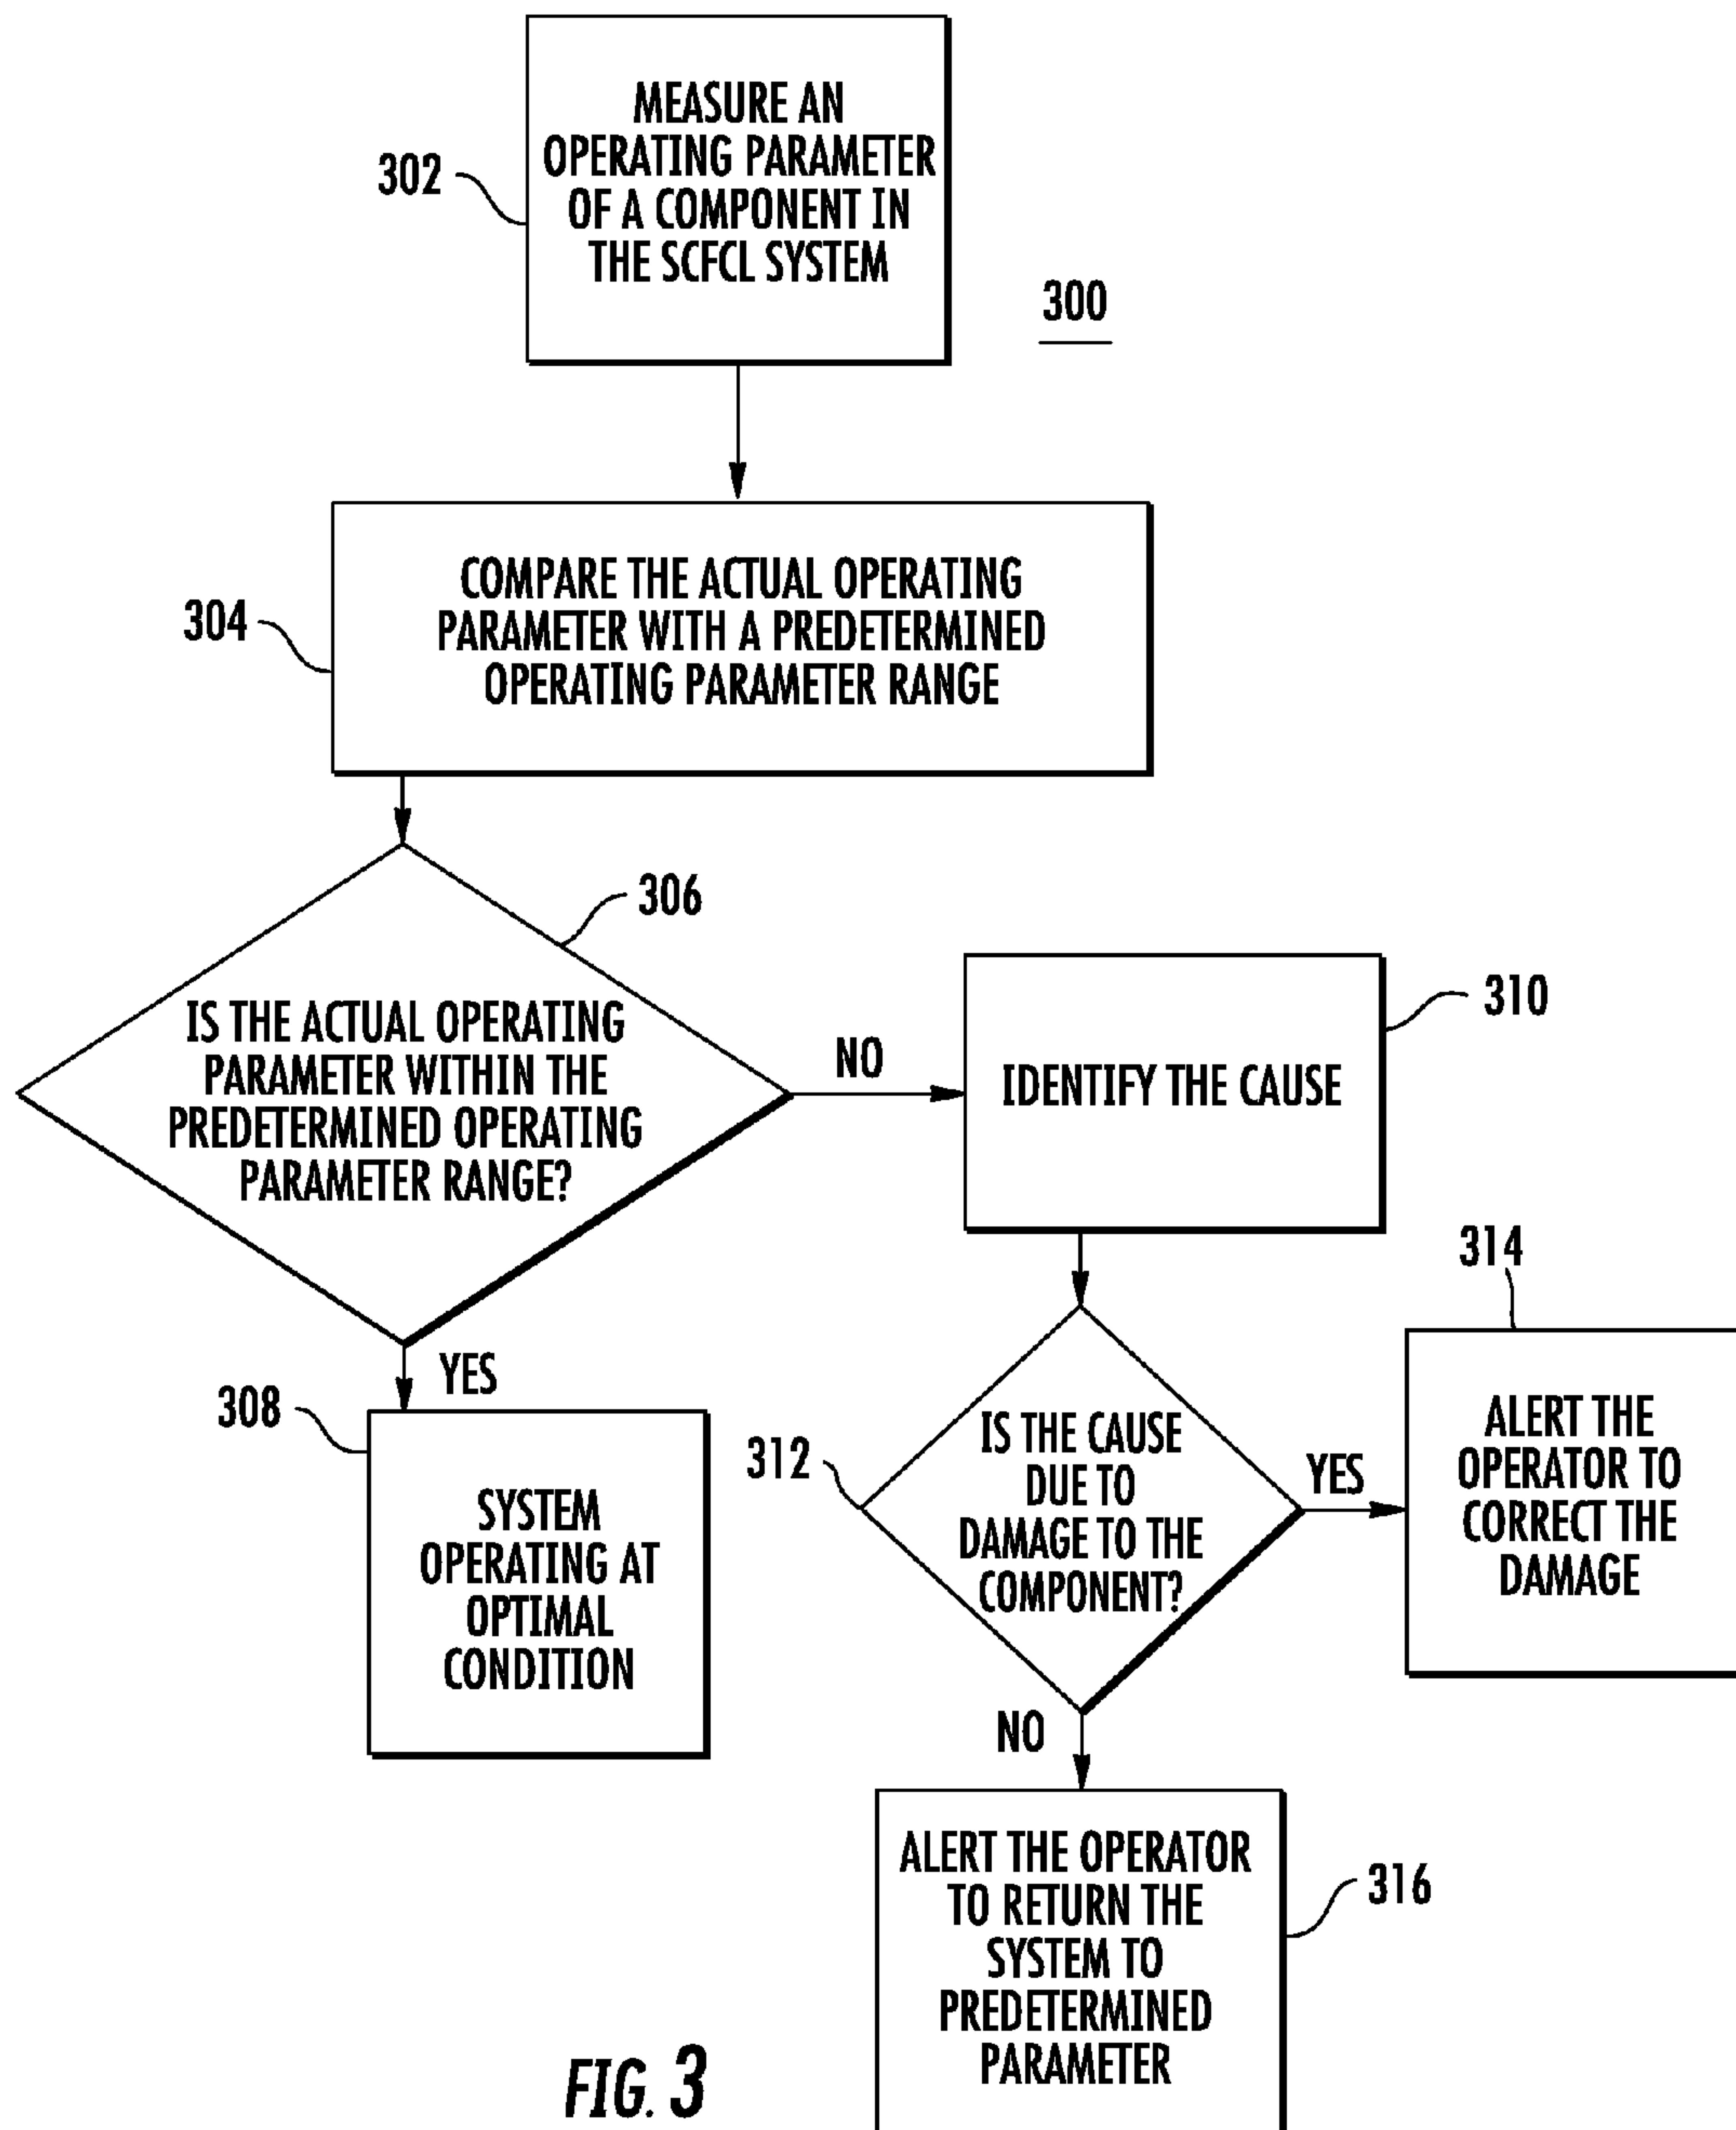 MEASURE AN
OPERATING PARAMETER
OF A COMPONENT IN
THE SCFCL SYSTEM
302
300
COMPARE THE ACTUAL OPERATING
PARAMETER WITH A PREDETERMINED
OPERATING PARAMETER RANGE
304
306
IS THE ACTUAL OPERATING
PARAMETER WITHIN THE
PREDETERMINED OPERATING
PARAMETER RANGE?
NO
310
IDENTIFY THE CAUSE
YES
308
SYSTEM
OPERATING AT
OPTIMAL
CONDITION
312
IS THE CAUSE
DUE TO
DAMAGE TO THE
COMPONENT?
YES
314
ALERT THE
OPERATOR TO
CORRECT THE
DAMAGE
NO
ALERT THE OPERATOR
TO RETURN THE
SYSTEM TO
PREDETERMINED
PARAMETER
316
FIG. 3